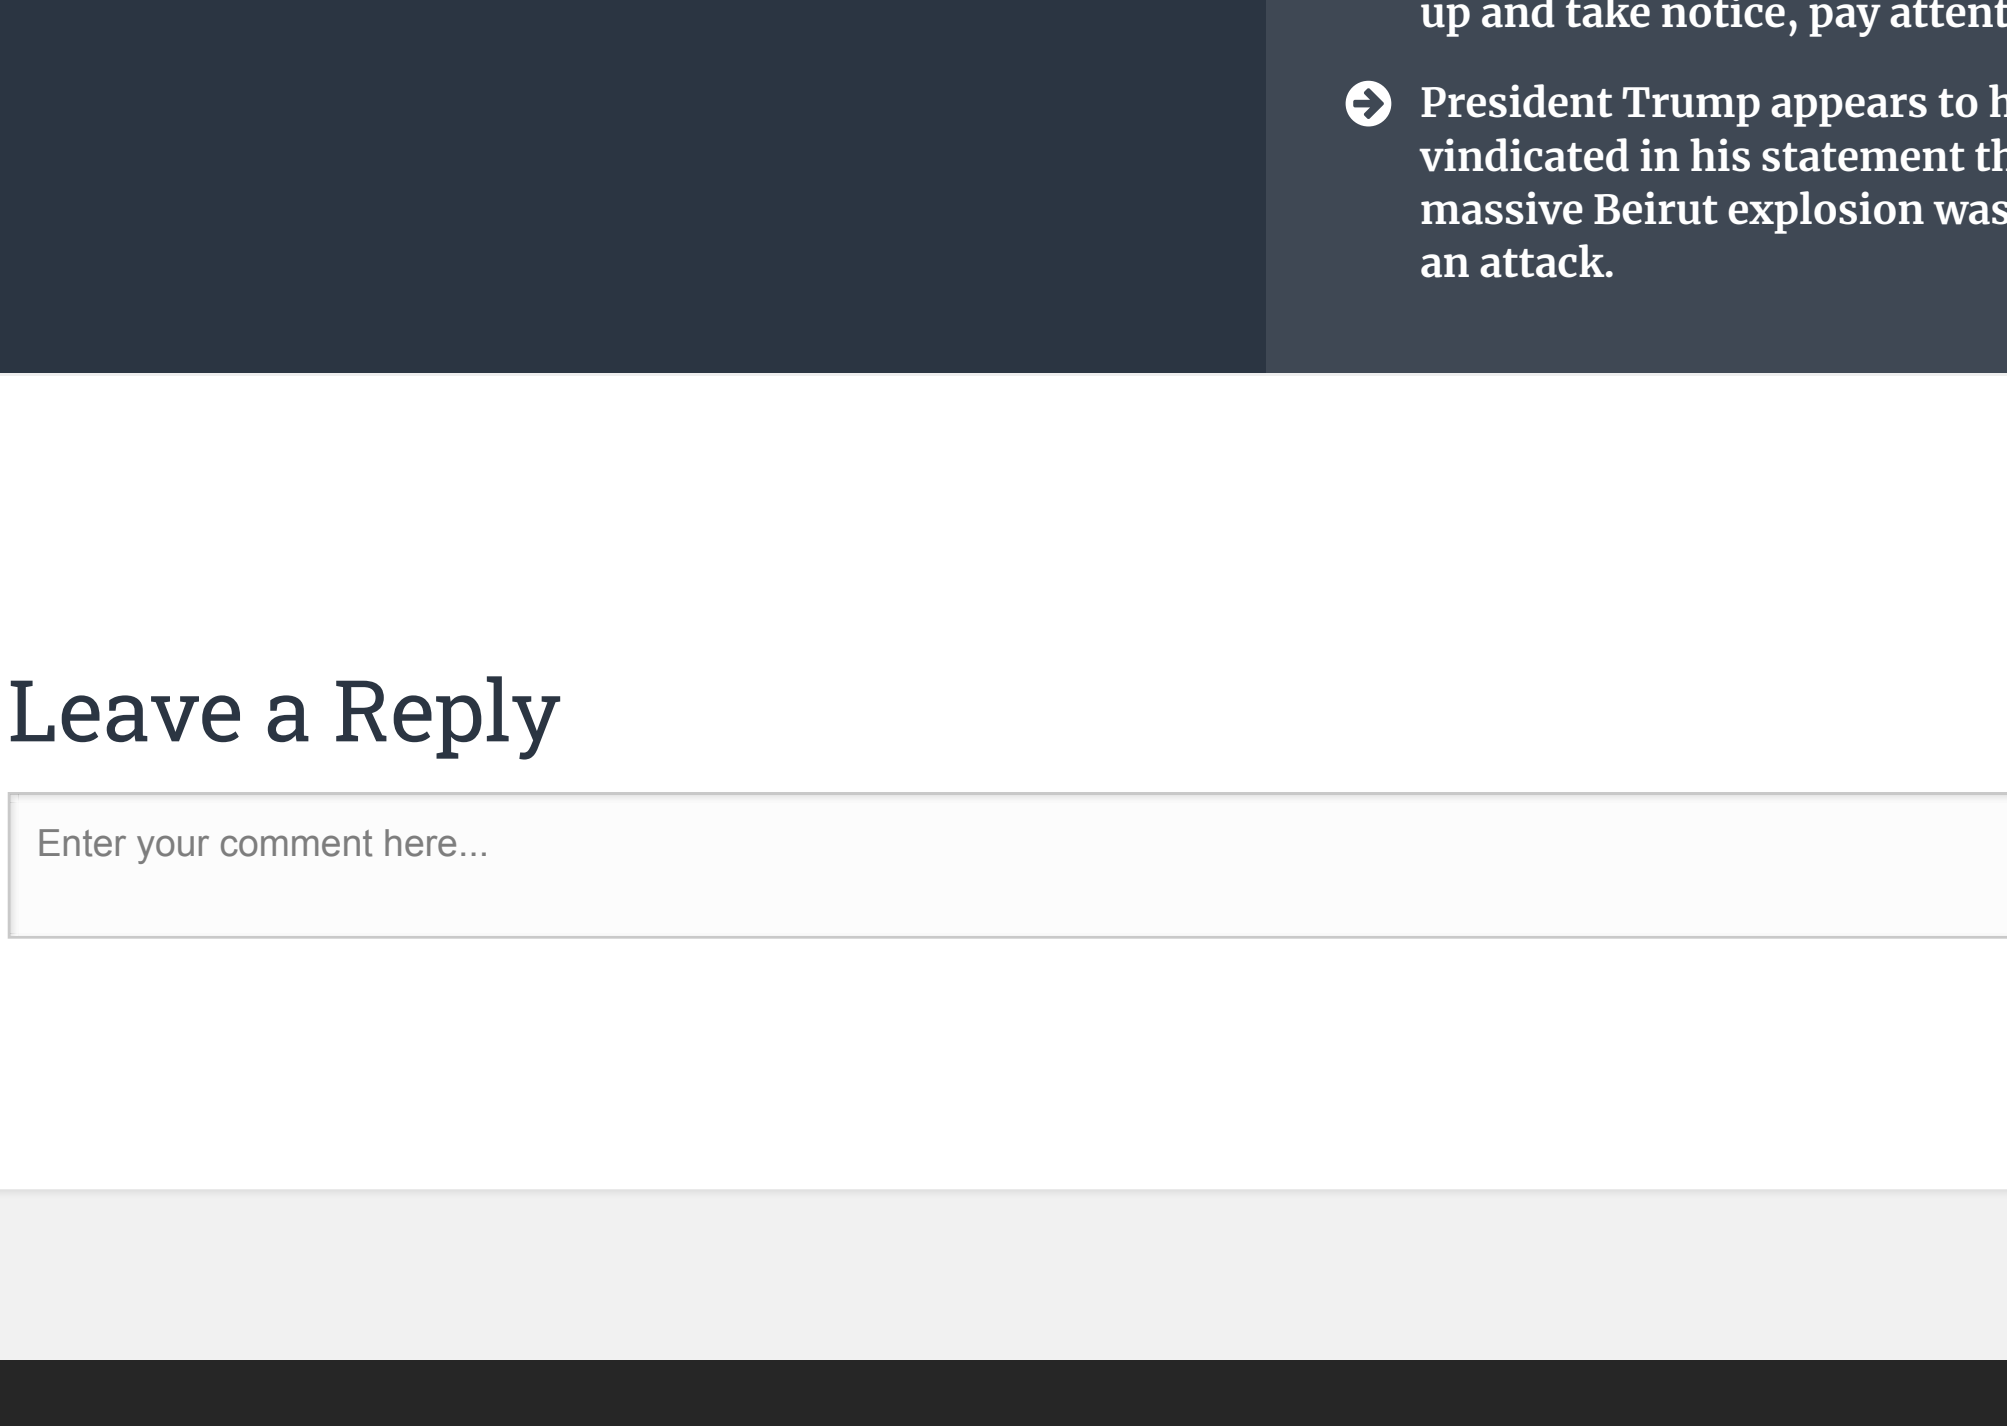 up and take notice, pay attent
President Trump appears to h
vindicated in his statement th
massive Beirut explosion was
an attack.
Leave a Reply
Enter your comment here...